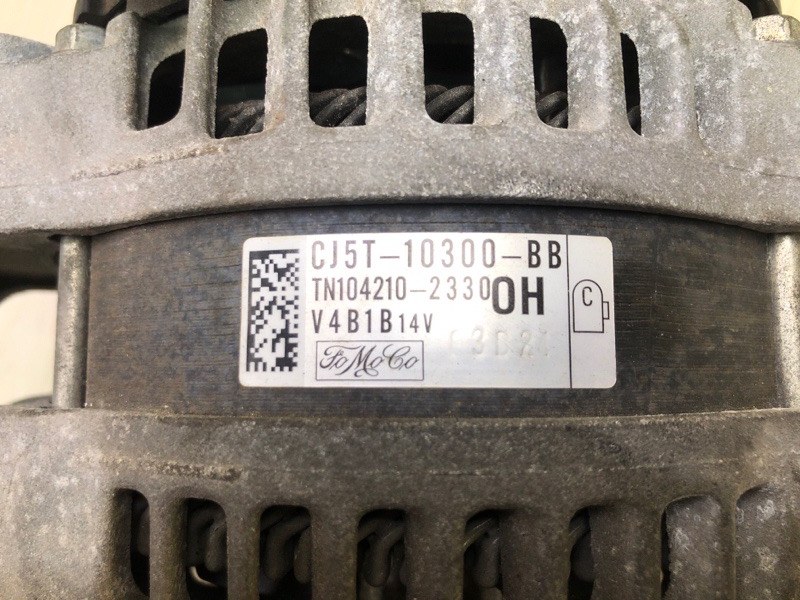 CJ5T-10300-BB
TN104210-2330 OH
V4B1B 14V
C
FoMoCo